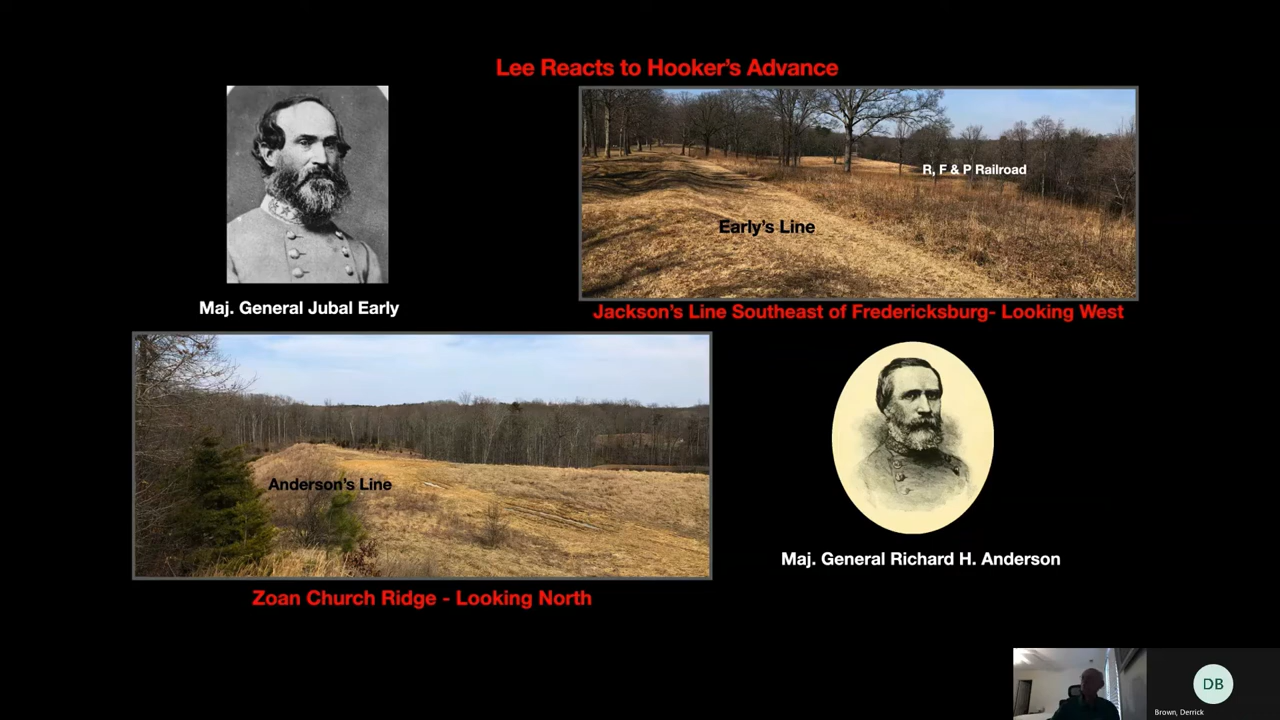 Lee Reacts to Hooker's Advance
R, F & P Railroad
Early's Line
Maj. General Jubal Early
Jackson's Line Southeast of Fredericksburg- Looking West
Anderson's Line
Maj. General Richard H. Anderson
Zoan Church Ridge - Looking North
DB
Brown, Derrick